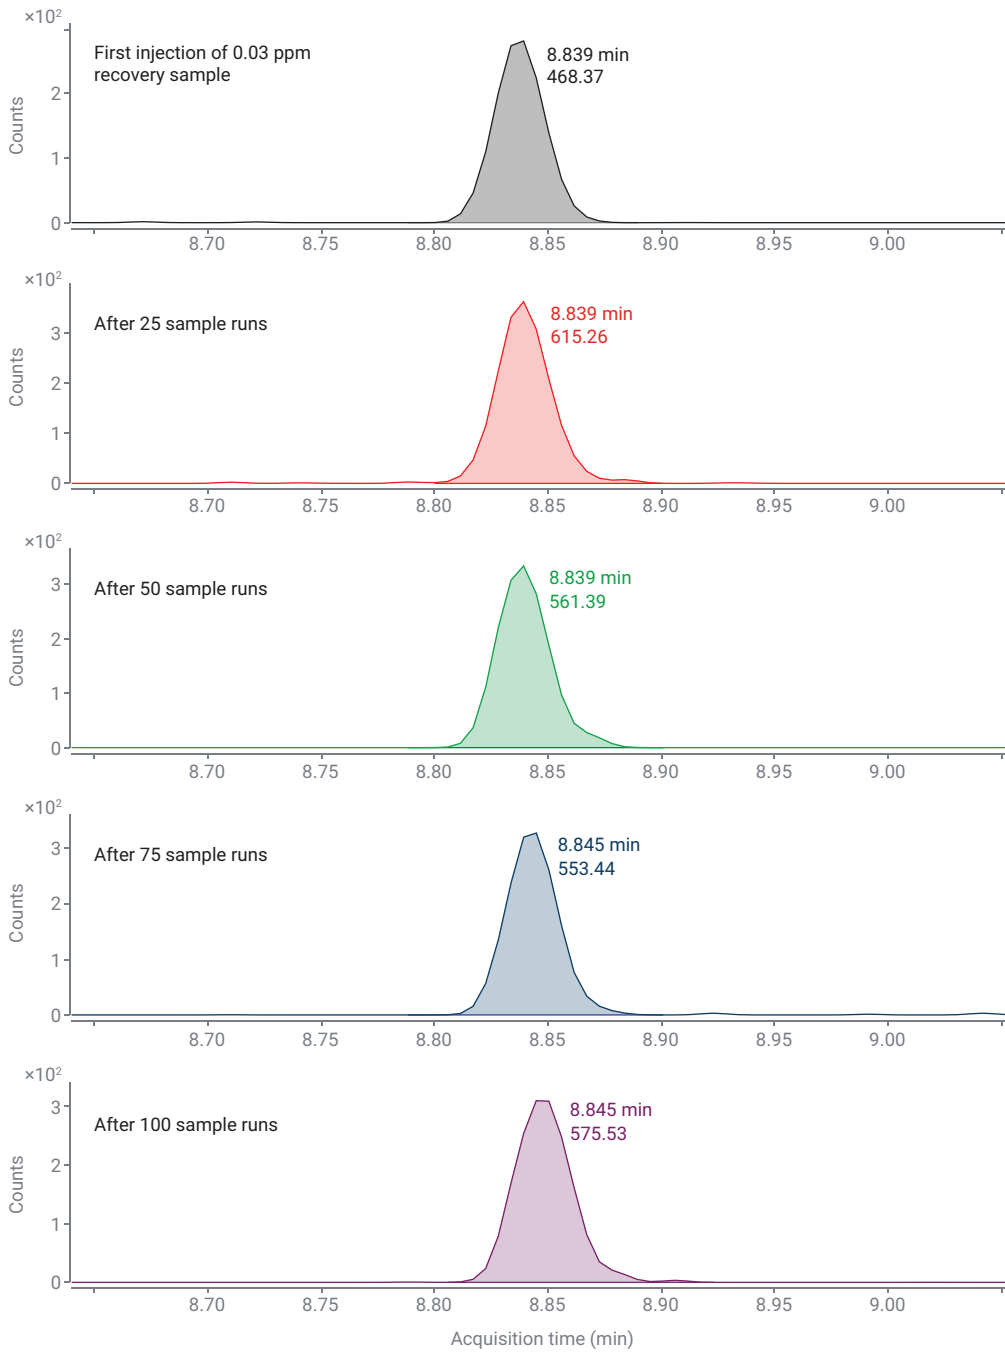 ×10²
First injection of 0.03 ppm
recovery sample
8.839 min
468.37
Counts
2
1
0
8.70 8.75 8.80 8.85 8.90 8.95 9.00
×10²
After 25 sample runs
8.839 min
615.26
Counts
3
2
1
0
8.70 8.75 8.80 8.85 8.90 8.95 9.00
×10²
After 50 sample runs
8.839 min
561.39
Counts
3
2
1
0
8.70 8.75 8.80 8.85 8.90 8.95 9.00
×10²
After 75 sample runs
8.845 min
553.44
Counts
3
2
1
0
8.70 8.75 8.80 8.85 8.90 8.95 9.00
×10²
After 100 sample runs
8.845 min
575.53
Counts
3
2
1
0
8.70 8.75 8.80 8.85 8.90 8.95 9.00
Acquisition time (min)